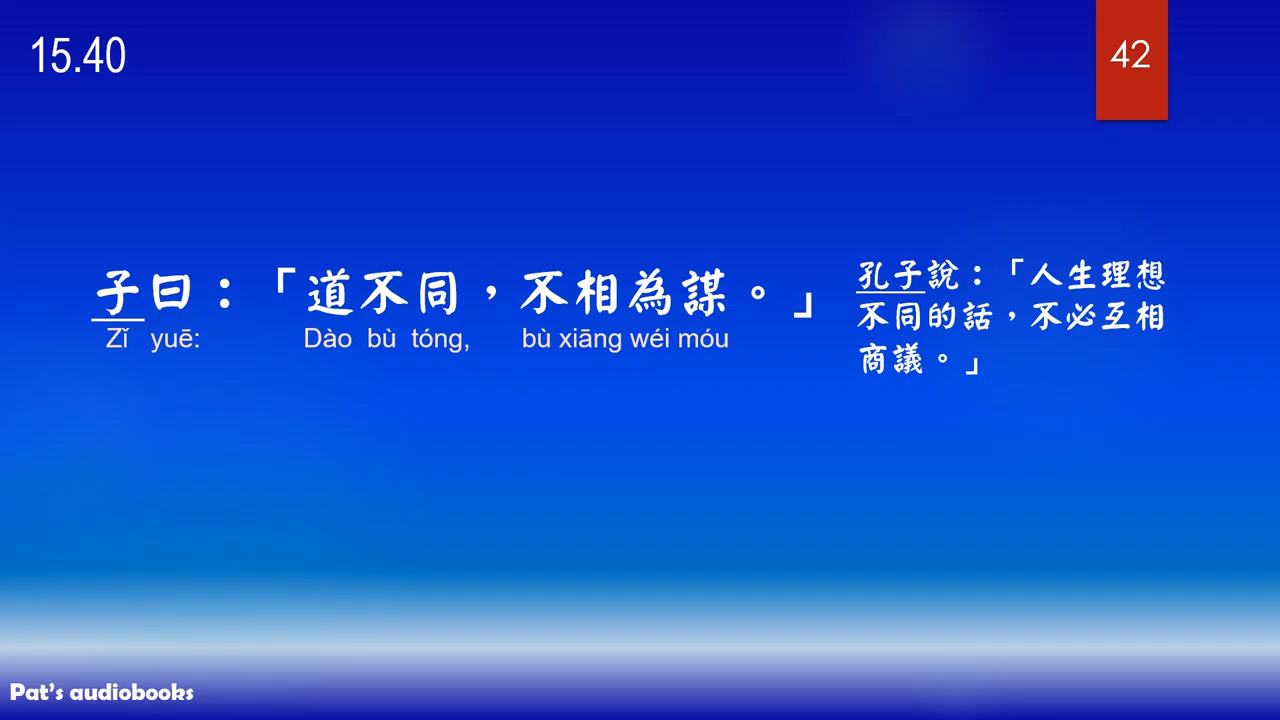 15.40
42
子曰：「道不同，不相為謀。」
Zǐ yuē: Dào bù tóng, bù xiāng wéi móu
孔子說：「人生理想
不同的話，不必互相
商議。」
Pat's audiobooks